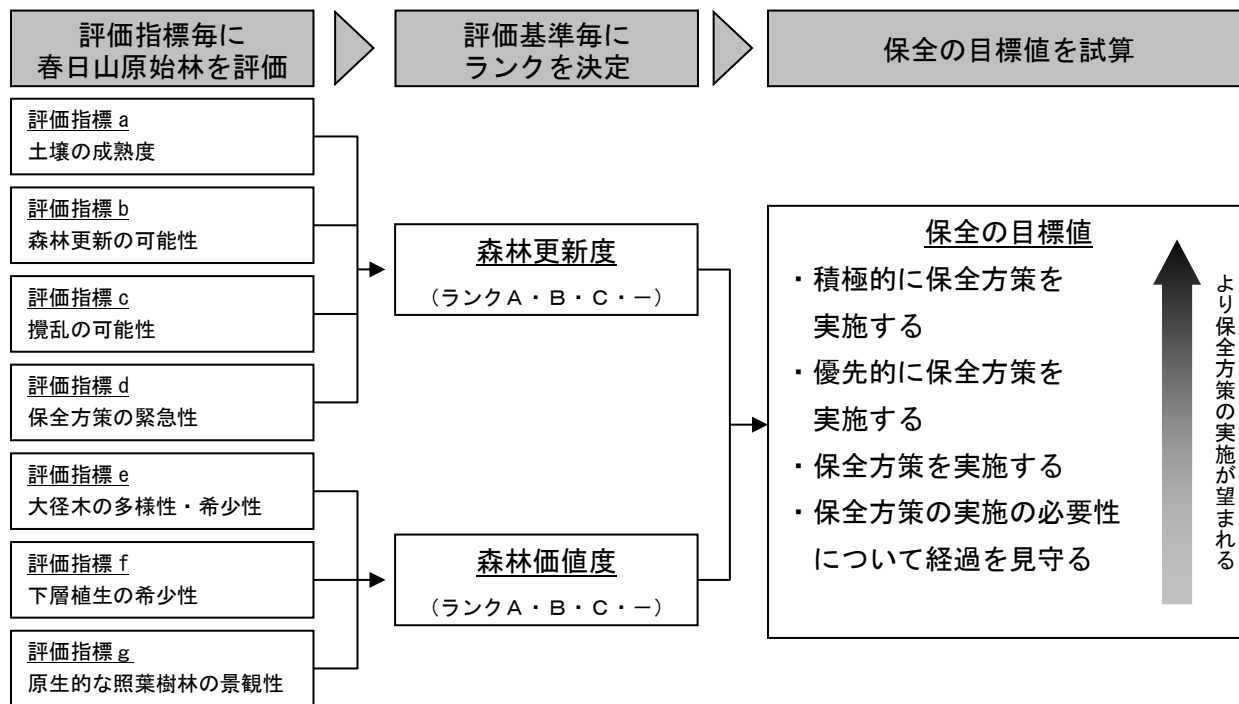 評価指標毎に
春日山原始林を評価
評価基準毎に
ランクを決定
保全の目標値を試算
評価指標a
土壌の成熟度
評価指標b
森林更新の可能性
評価指標c
攪乱の可能性
評価指標d
保全方策の緊急性
評価指標e
大径木の多様性・希少性
評価指標f
下層植生の希少性
評価指標g
原生的な照葉樹林の景観性
森林更新度
（ランクA・B・C・－）
森林価値度
（ランクA・B・C・－）
保全の目標値
・積極的に保全方策を
実施する
・優先的に保全方策を
実施する
・保全方策を実施する
・保全方策の実施の必要性
について経過を見守る
より保全方策の実施が望まれる